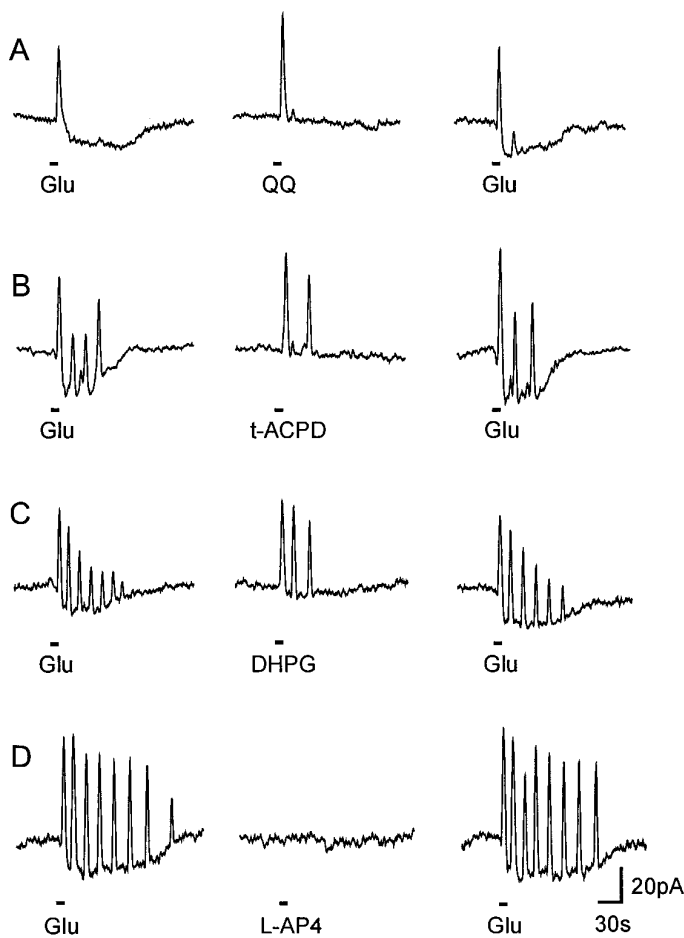 A
Glu QQ Glu
B
Glu t-ACPD Glu
C
Glu DHPG Glu
D
20pA
Glu L-AP4 Glu 30s